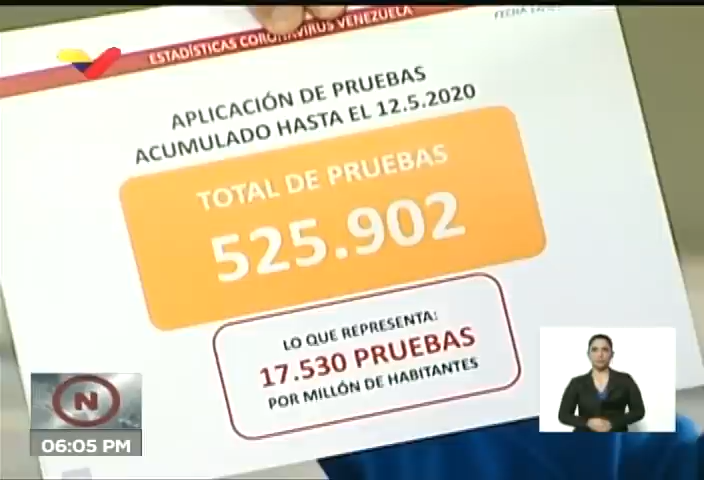 ESTADÍSTICAS CORONAVIRUS VENEZUELA
APLICACIÓN DE PRUEBAS
ACUMULADO HASTA EL 12.5.2020
TOTAL DE PRUEBAS
525.902
LO QUE REPRESENTA:
17.530 PRUEBAS
POR MILLÓN DE HABITANTES
N
06:05 PM